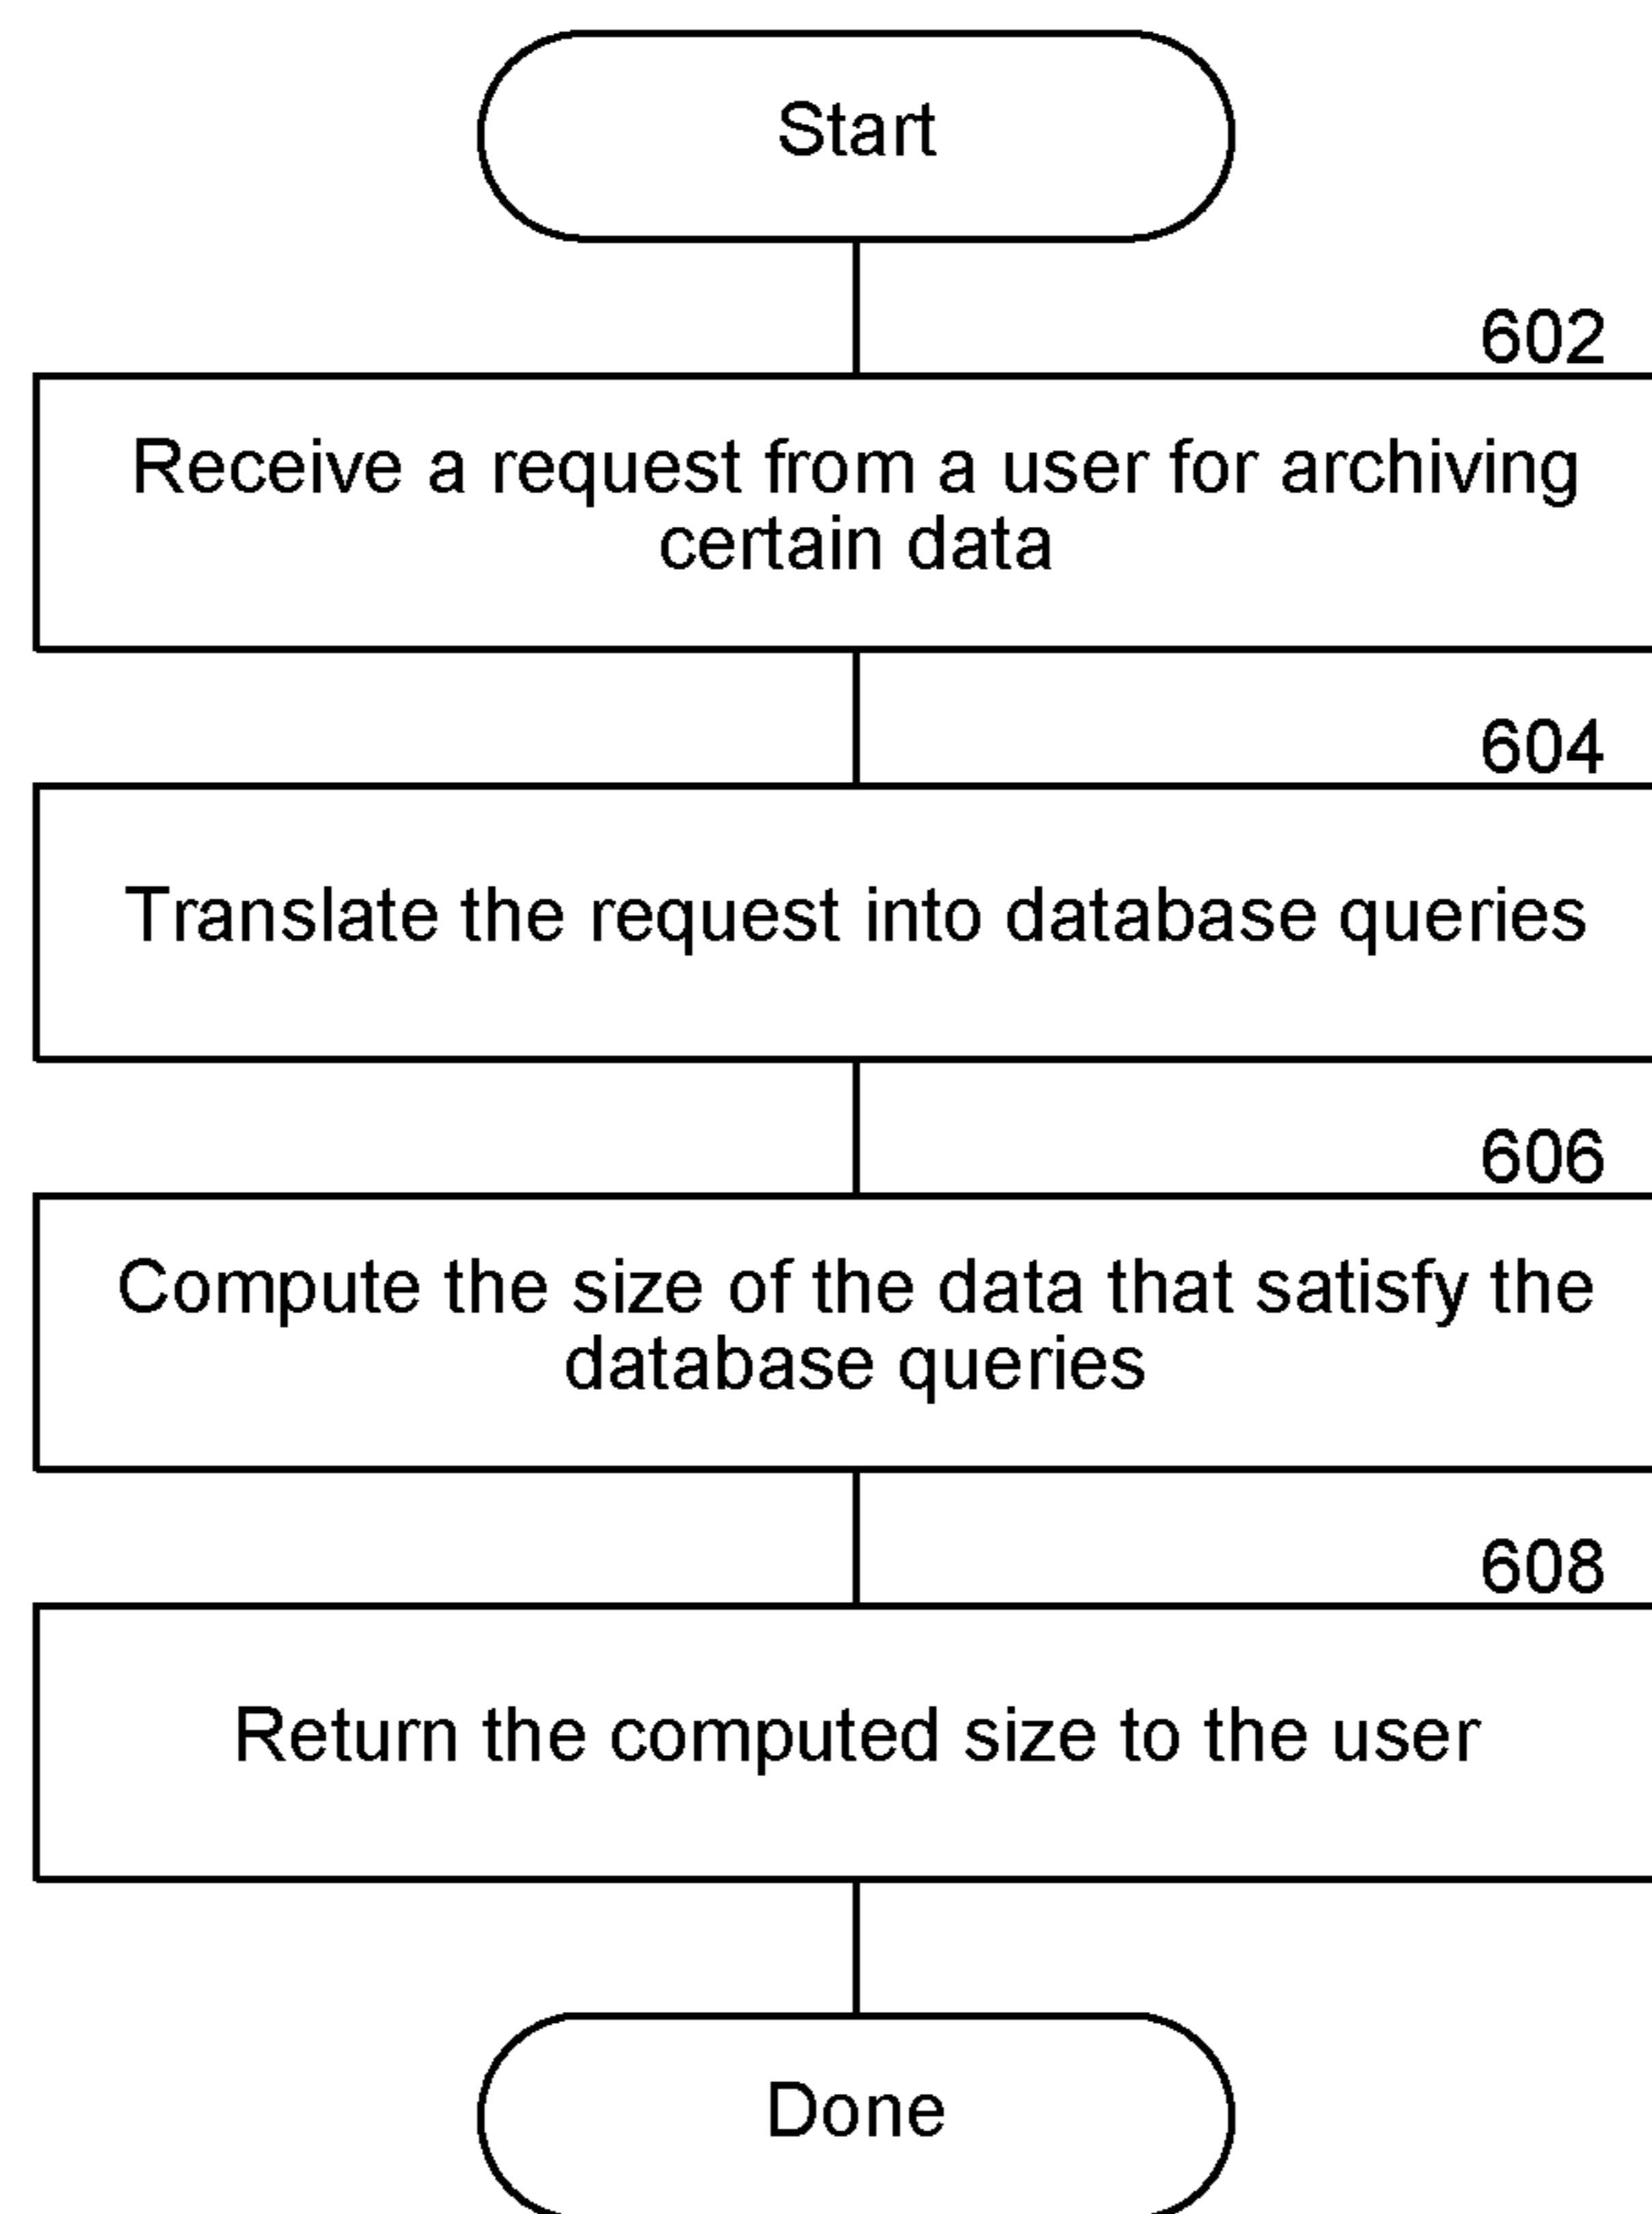 Start
602
Receive a request from a user for archiving
certain data
604
Translate the request into database queries
606
Compute the size of the data that satisfy the
database queries
608
Return the computed size to the user
Done